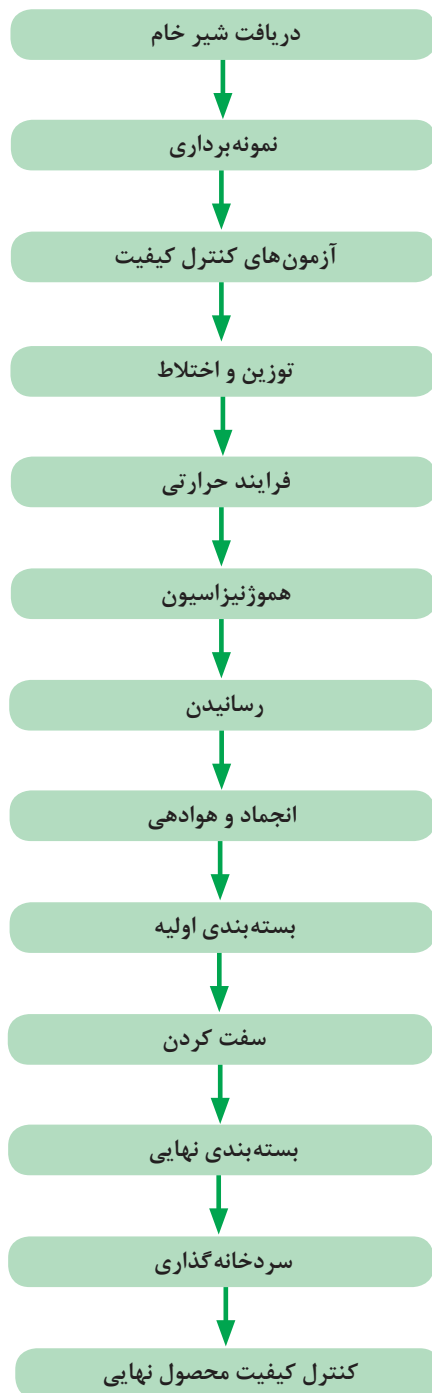 دریافت شیر خام
نمونه‌برداری
آزمون‌های کنترل کیفیت
توزین و اختلاط
فرایند حرارتی
هموژنیزاسیون
رسانیدن
انجماد و هوادهی
بسته‌بندی اولیه
سفت کردن
بسته‌بندی نهایی
سردخانه‌گذاری
کنترل کیفیت محصول نهایی